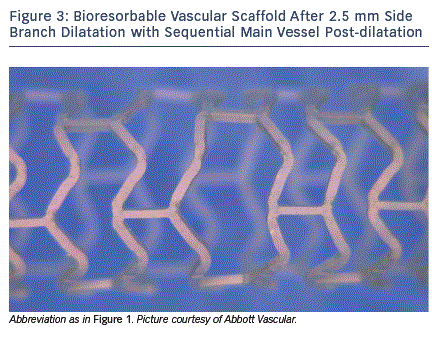 Figure 3: Bioresorbable Vascular Scaffold After 2.5 mm Side
Branch Dilatation with Sequential Main Vessel Post-dilatation
Abbreviation as in Figure 1. Picture courtesy of Abbott Vascular.